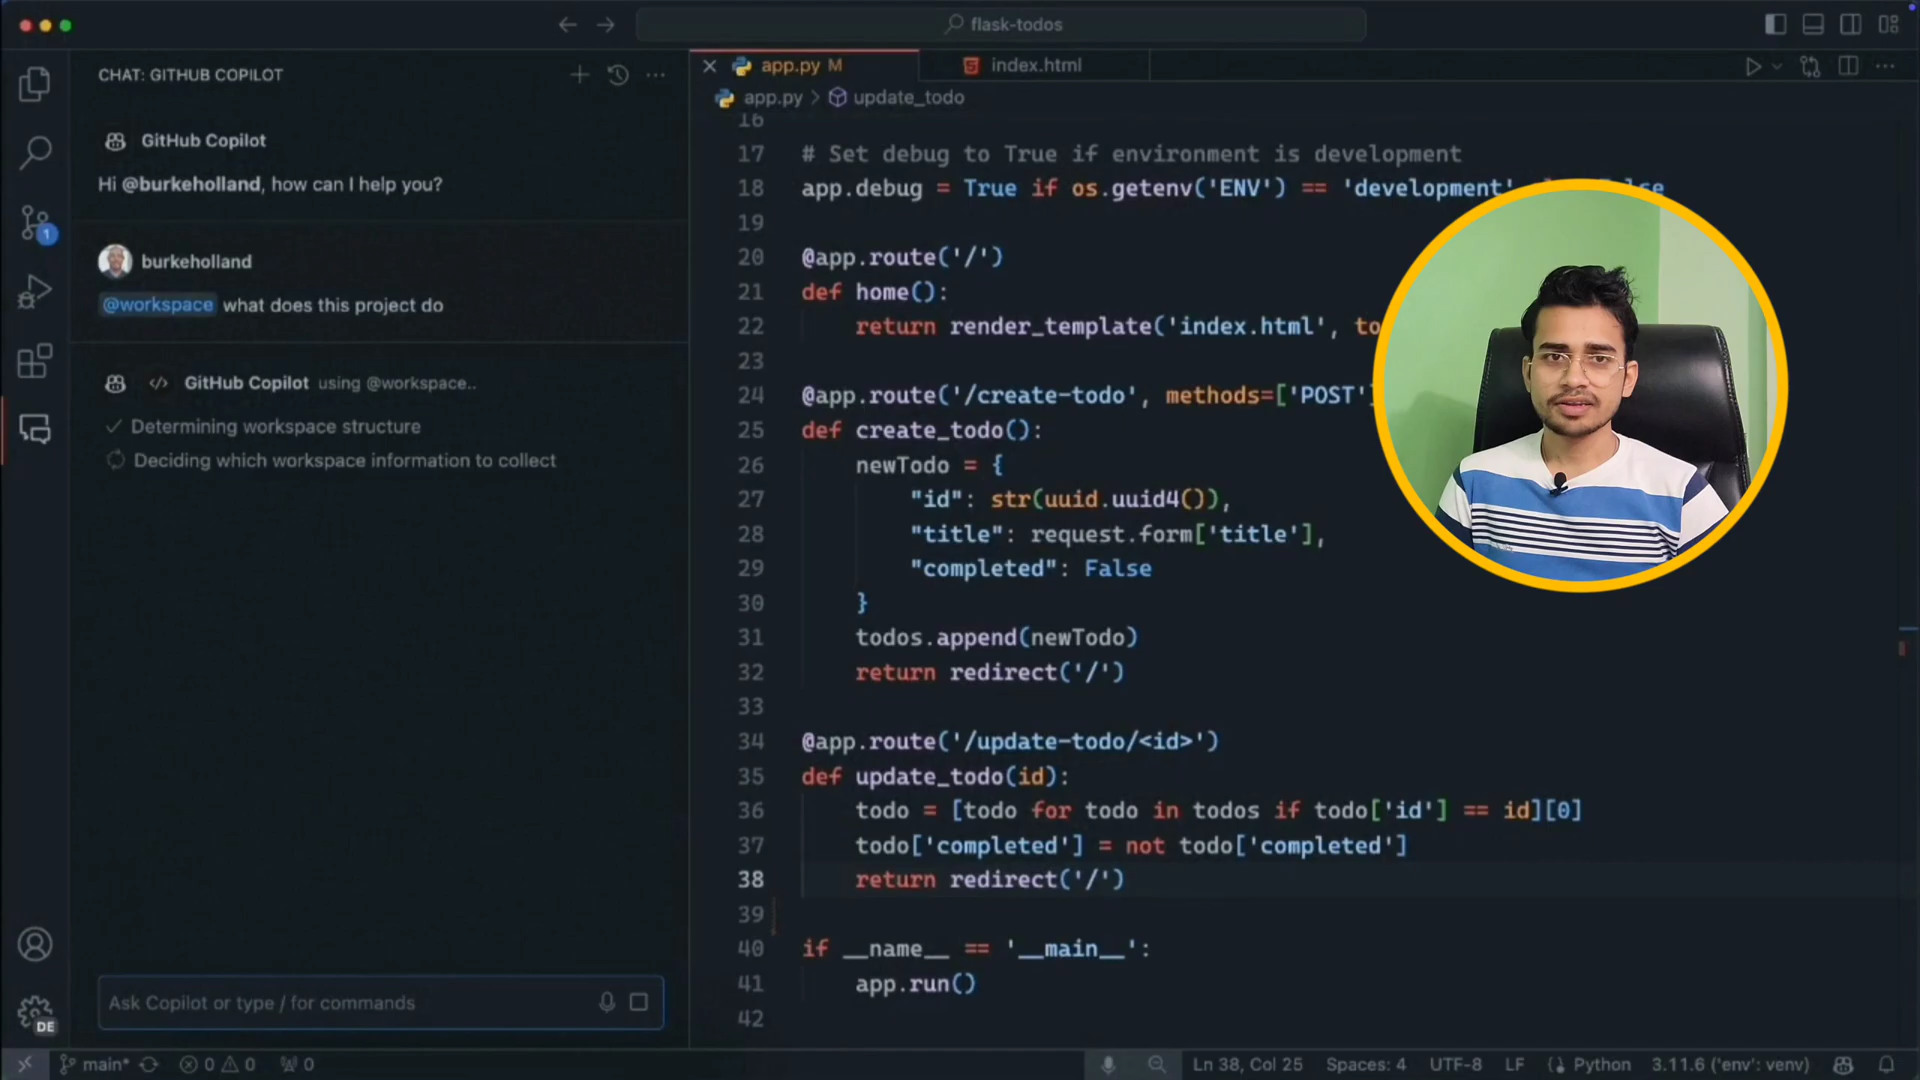 flask-todos
CHAT: GITHUB COPILOT
GitHub Copilot
Hi @burkeholland, how can I help you?
burkeholland
@workspace what does this project do
GitHub Copilot using @workspace..
Determining workspace structure
Deciding which workspace information to collect
Ask Copilot or type / for commands
app.py M
index.html
app.py > update_todo
16
17 # Set debug to True if environment is development
18 app.debug = True if os.getenv('ENV') == 'development'
19
20 @app.route('/')
21 def home():
22 return render_template('index.html', to
23
24 @app.route('/create-todo', methods=['POST']
25 def create_todo():
26 newTodo = {
27 "id": str(uuid.uuid4()),
28 "title": request.form['title'],
29 "completed": False
30 }
31 todos.append(newTodo)
32 return redirect('/')
33
34 @app.route('/update-todo/<id>')
35 def update_todo(id):
36 todo = [todo for todo in todos if todo['id'] == id][0]
37 todo['completed'] = not todo['completed']
38 return redirect('/')
39
40 if __name__ == '__main__':
41 app.run()
42
1
DE
main* 0 0 0
Ln 38, Col 25 Spaces: 4 UTF-8 LF Python 3.11.6 ('env': venv)